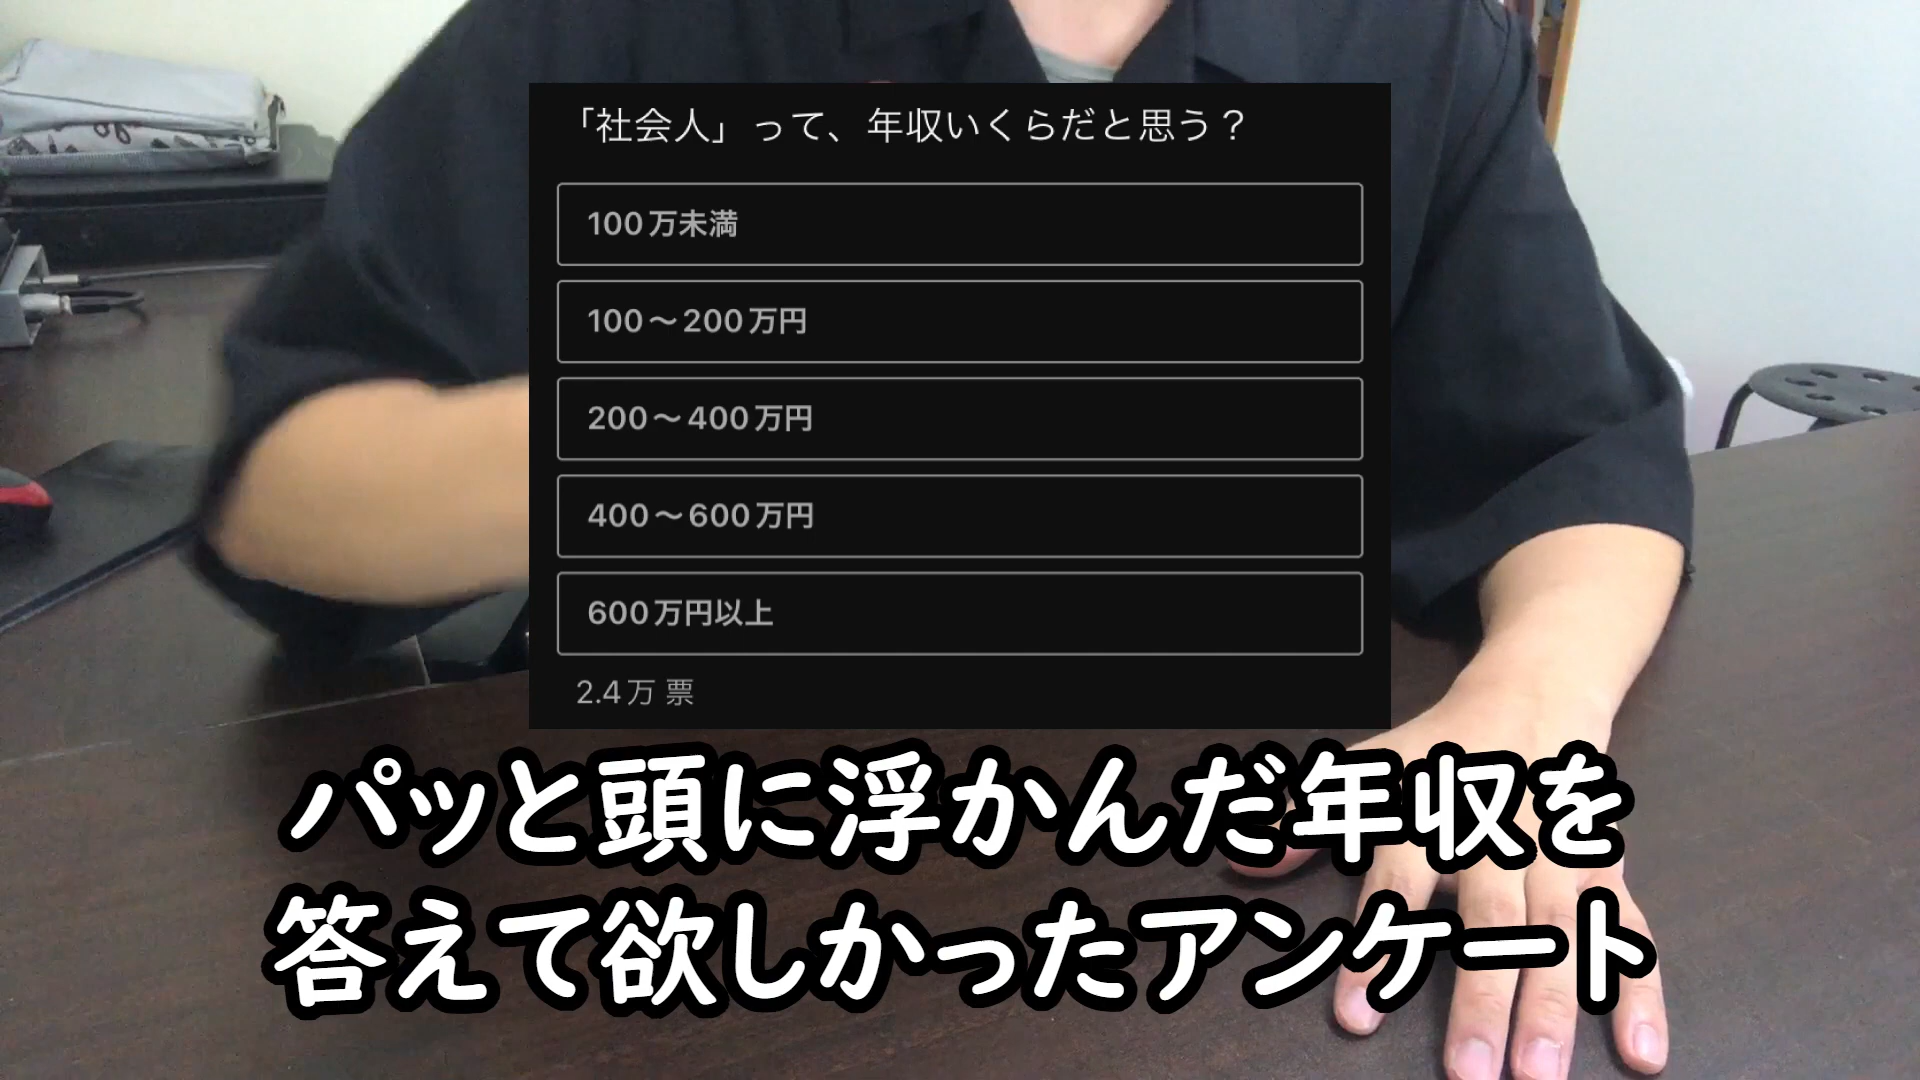 「社会人」って、年収いくらだと思う？
100万未満
100～200万円
200～400万円
400～600万円
600万円以上
2.4万 票
パッと頭に浮かんだ年収を
答えて欲しかったアンケート